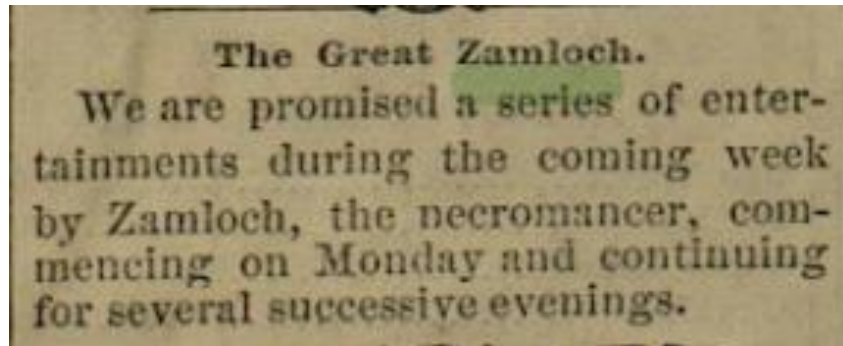 The Great Zamloch.
We are promised a series of enter-
tainments during the coming week
by Zamloch, the necromancer, com-
mencing on Monday and continuing
for several successive evenings.